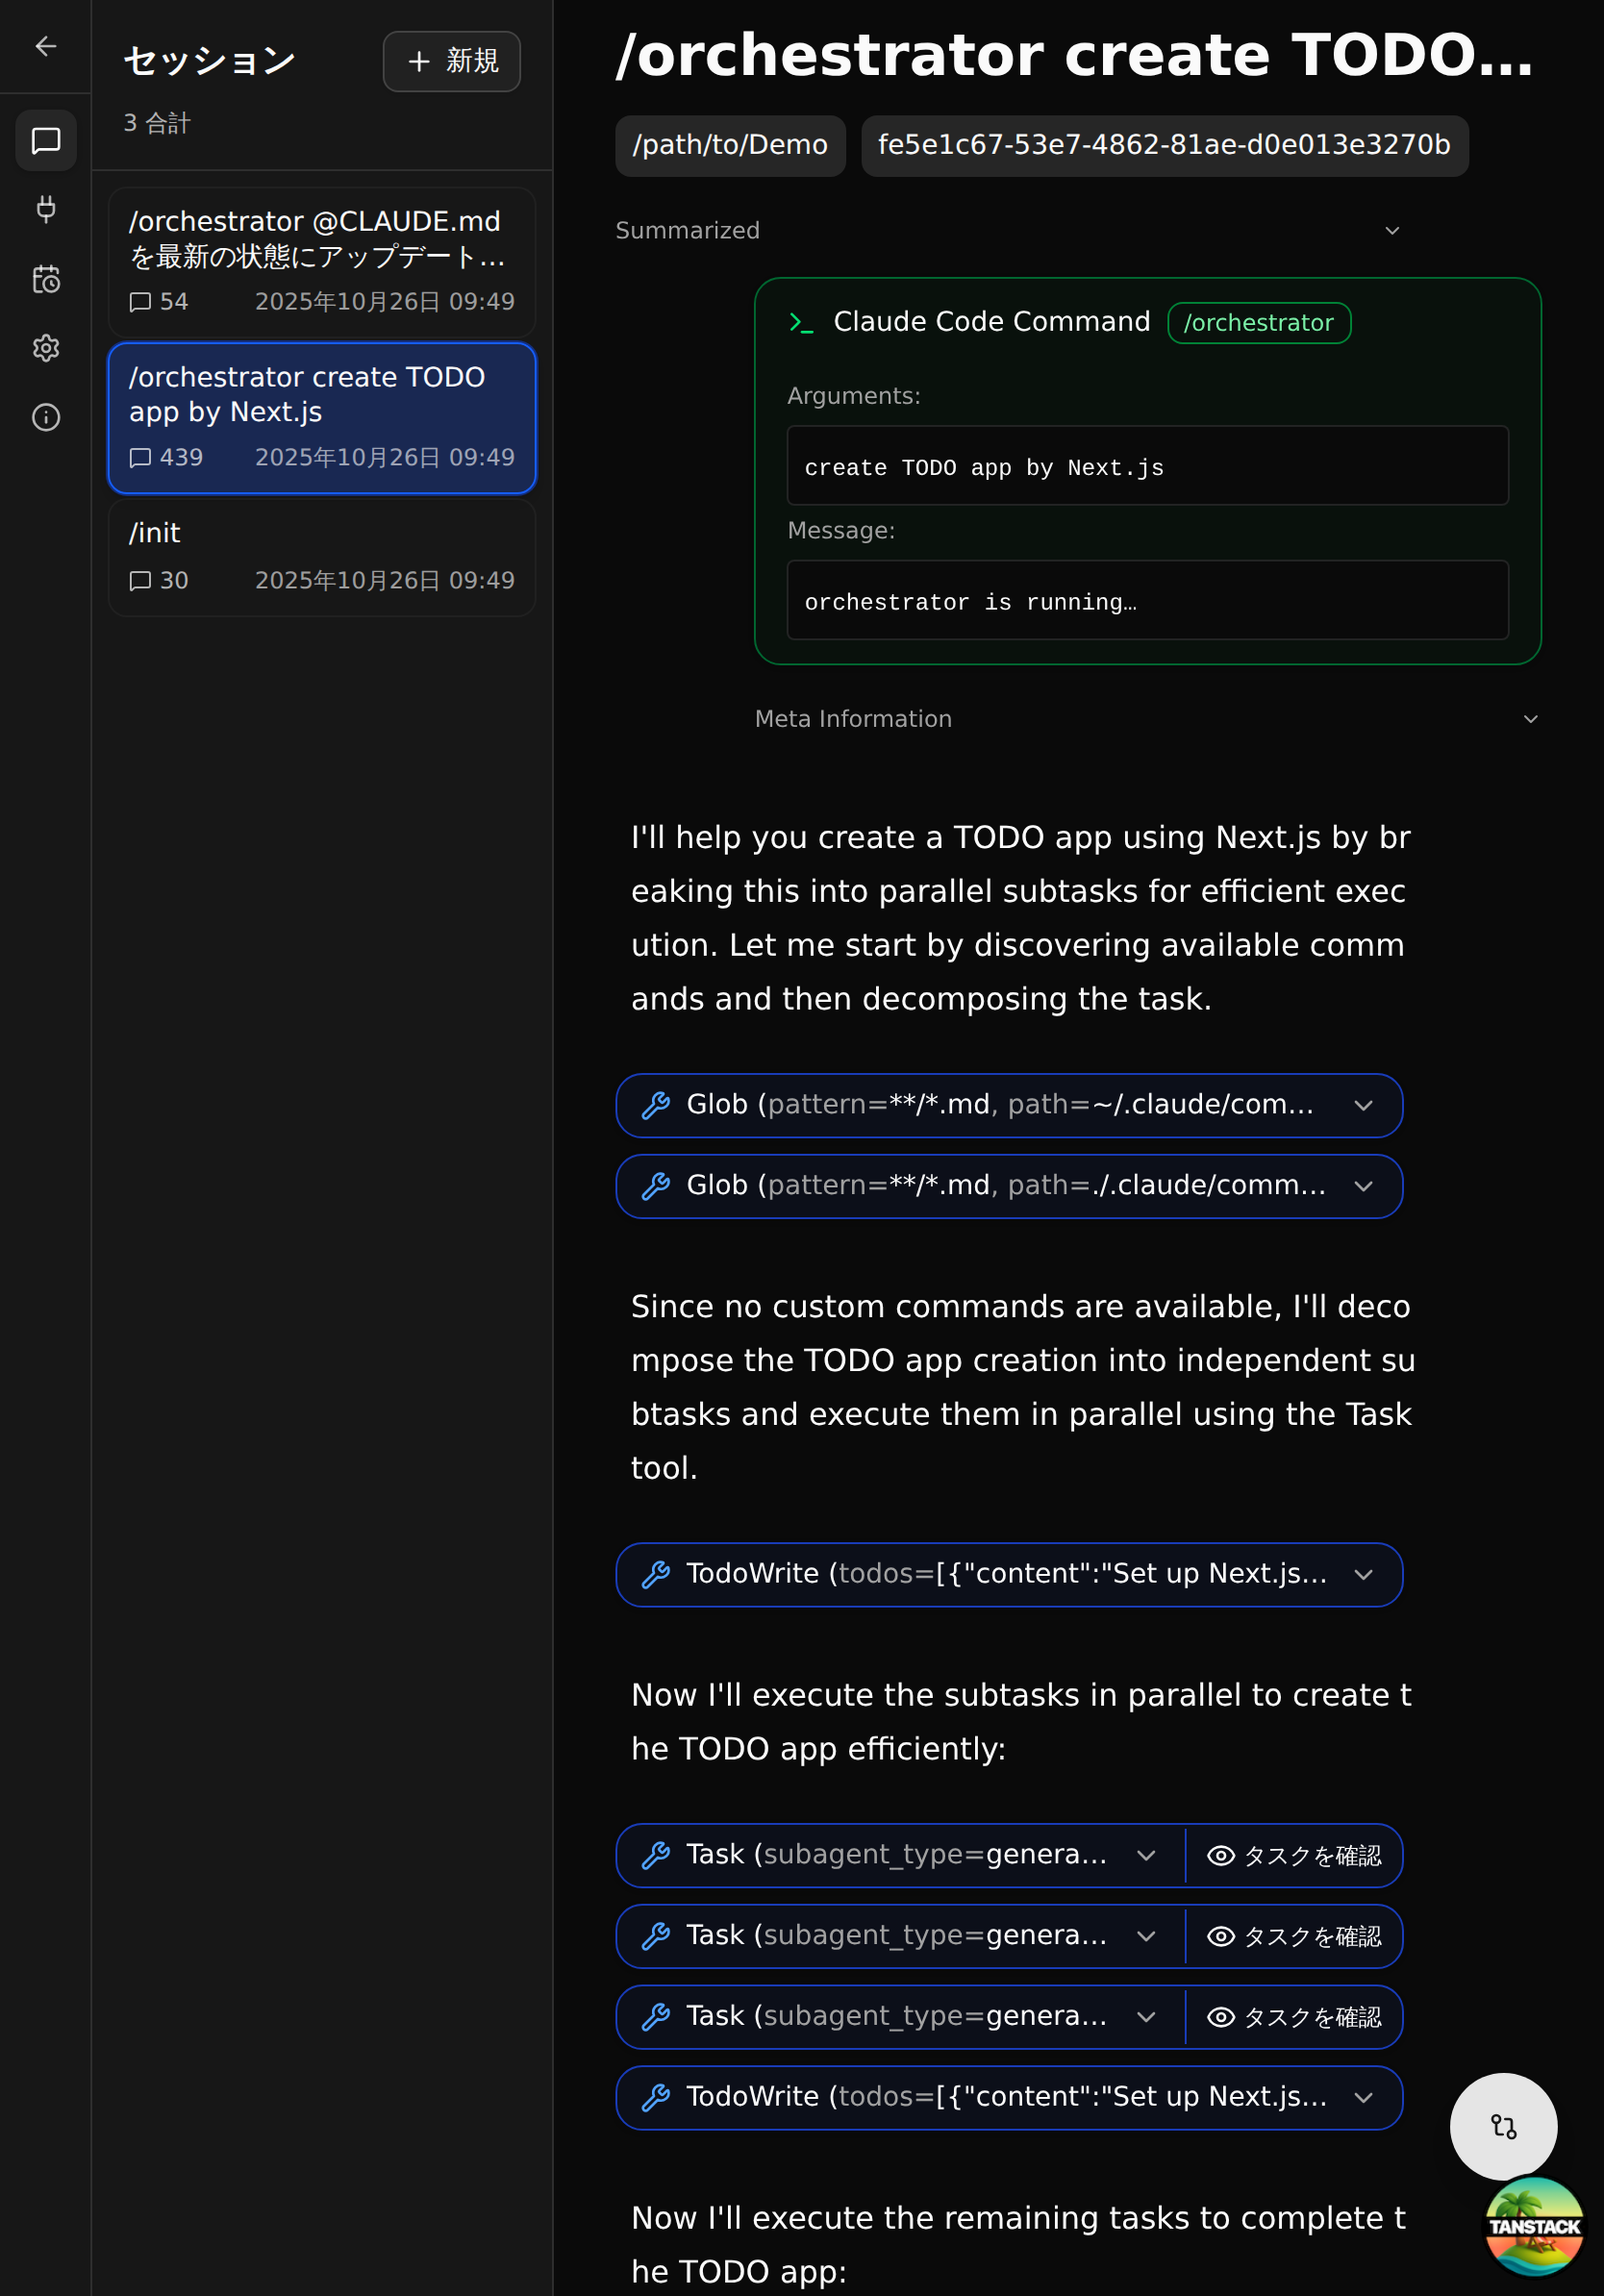 セッション
新規
3 合計
/orchestrator @CLAUDE.md
を最新の状態にアップデート…
54 2025年10月26日 09:49
/orchestrator create TODO
app by Next.js
439 2025年10月26日 09:49
/init
30 2025年10月26日 09:49
/orchestrator create TODO…
/path/to/Demo fe5e1c67-53e7-4862-81ae-d0e013e3270b
Summarized
Claude Code Command /orchestrator
Arguments:
create TODO app by Next.js
Message:
orchestrator is running…
Meta Information
I'll help you create a TODO app using Next.js by br
eaking this into parallel subtasks for efficient exec
ution. Let me start by discovering available comm
ands and then decomposing the task.
Glob (pattern=**/*.md, path=~/.claude/com…
Glob (pattern=**/*.md, path=./.claude/comm…
Since no custom commands are available, I'll deco
mpose the TODO app creation into independent su
btasks and execute them in parallel using the Task
tool.
TodoWrite (todos=[{"content":"Set up Next.js…
Now I'll execute the subtasks in parallel to create t
he TODO app efficiently:
Task (subagent_type=genera… タスクを確認
Task (subagent_type=genera… タスクを確認
Task (subagent_type=genera… タスクを確認
TodoWrite (todos=[{"content":"Set up Next.js…
Now I'll execute the remaining tasks to complete t
he TODO app:
TANSTACK